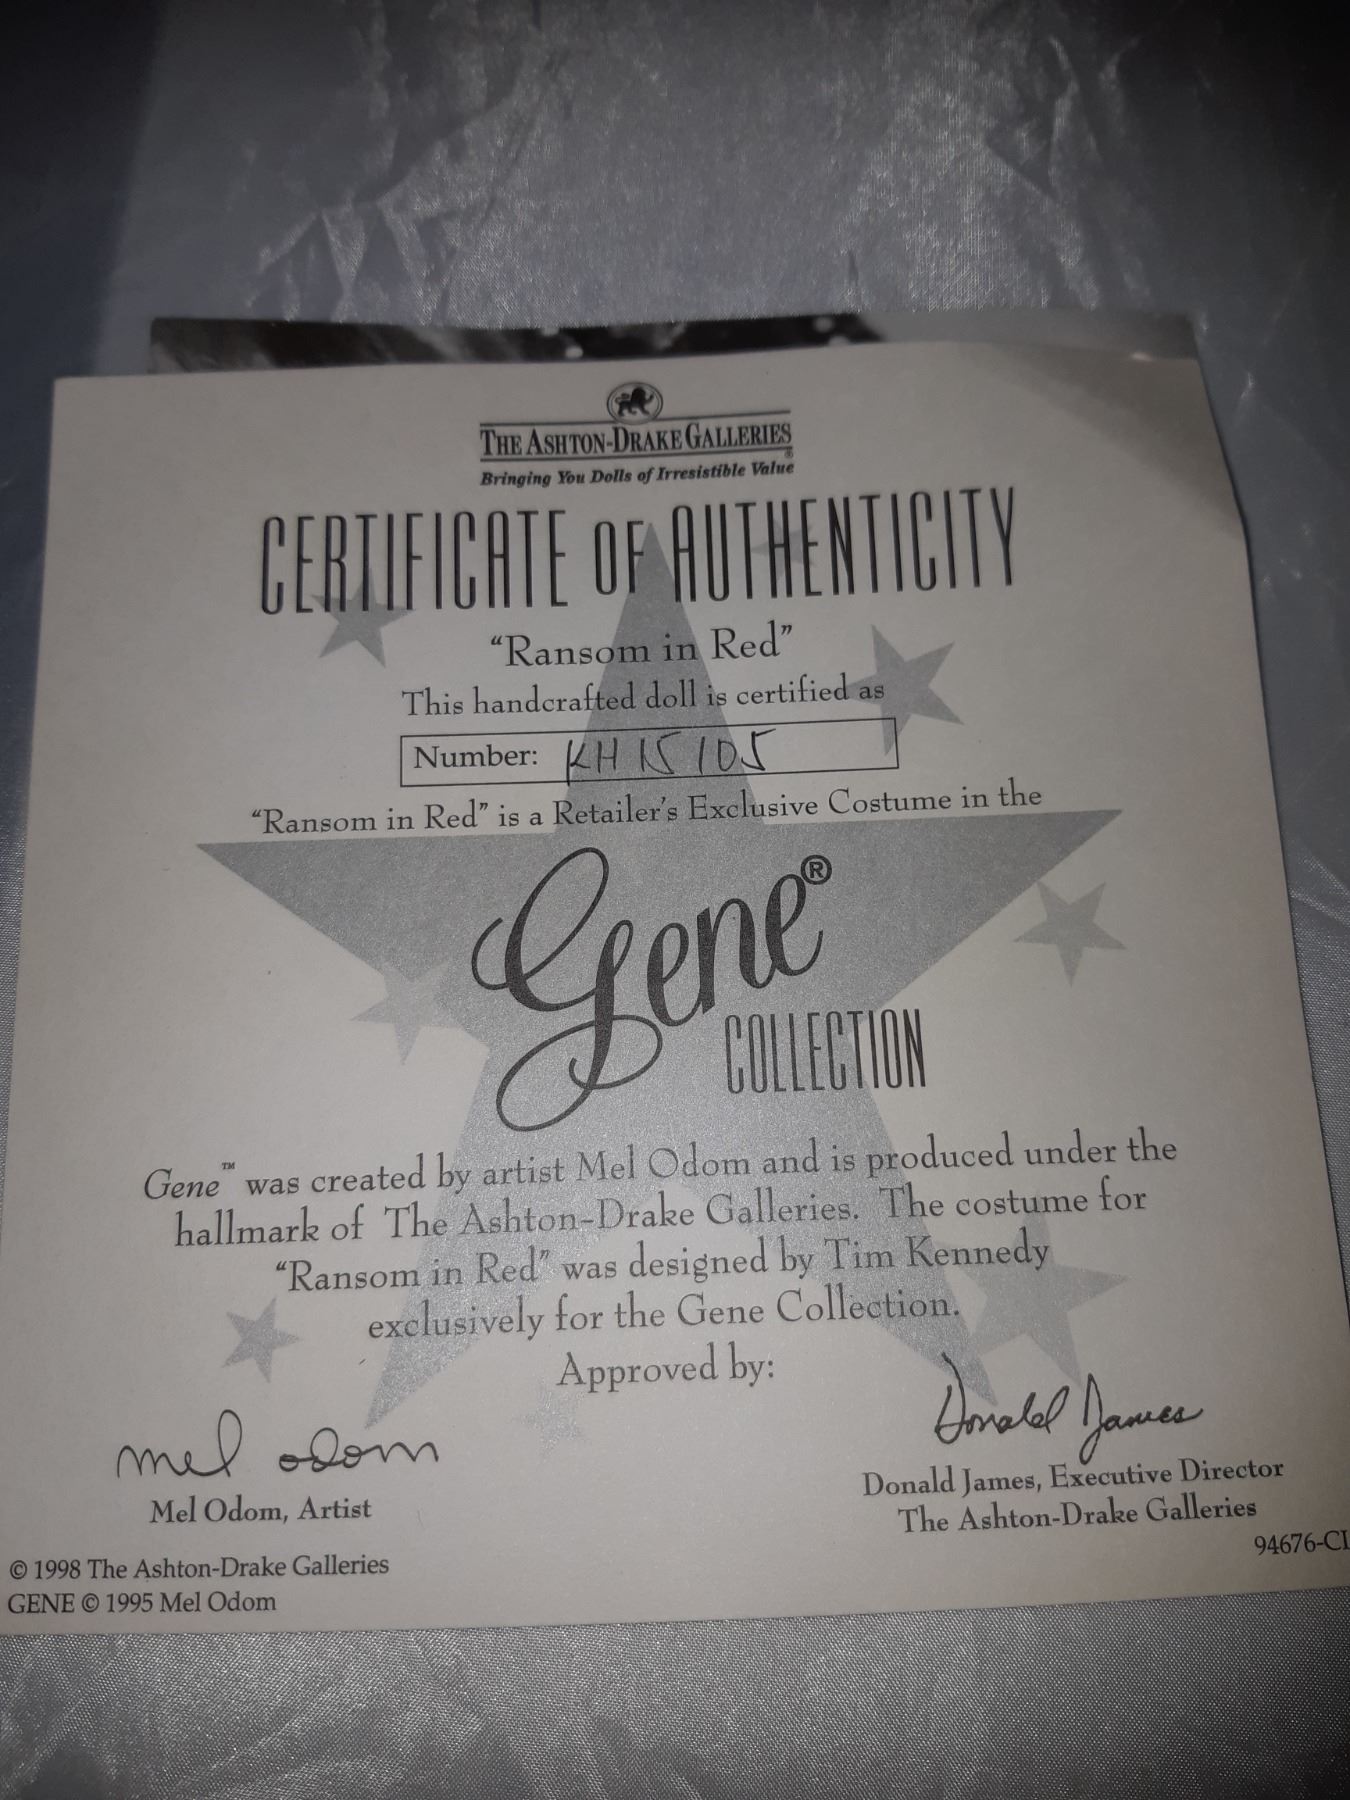 THE ASHTON-DRAKE GALLERIES®
Bringing You Dolls of Irresistible Value
CERTIFICATE OF AUTHENTICITY
“Ransom in Red”
This handcrafted doll is certified as
Number: KH15105
“Ransom in Red” is a Retailer’s Exclusive Costume in the
Gene®
COLLECTION
Gene™ was created by artist Mel Odom and is produced under the
hallmark of The Ashton-Drake Galleries. The costume for
“Ransom in Red” was designed by Tim Kennedy
exclusively for the Gene Collection.
Approved by:
mel odom
Donald James
Mel Odom, Artist
Donald James, Executive Director
The Ashton-Drake Galleries
94676-CI
© 1998 The Ashton-Drake Galleries
GENE © 1995 Mel Odom